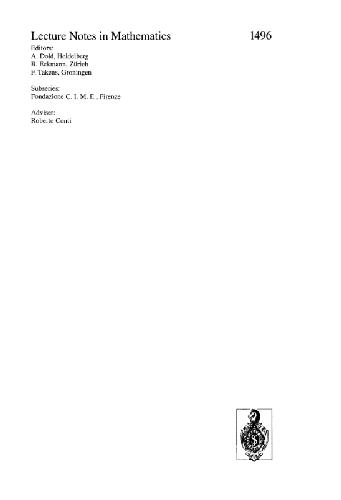 Lecture Notes in Mathematics 1496
Editors:
A. Dold, Heidelberg
B. Eckmann, Zürich
F. Takens, Groningen
Subseries:
Fondazione C. I. M. E., Firenze
Adviser:
Roberto Conti